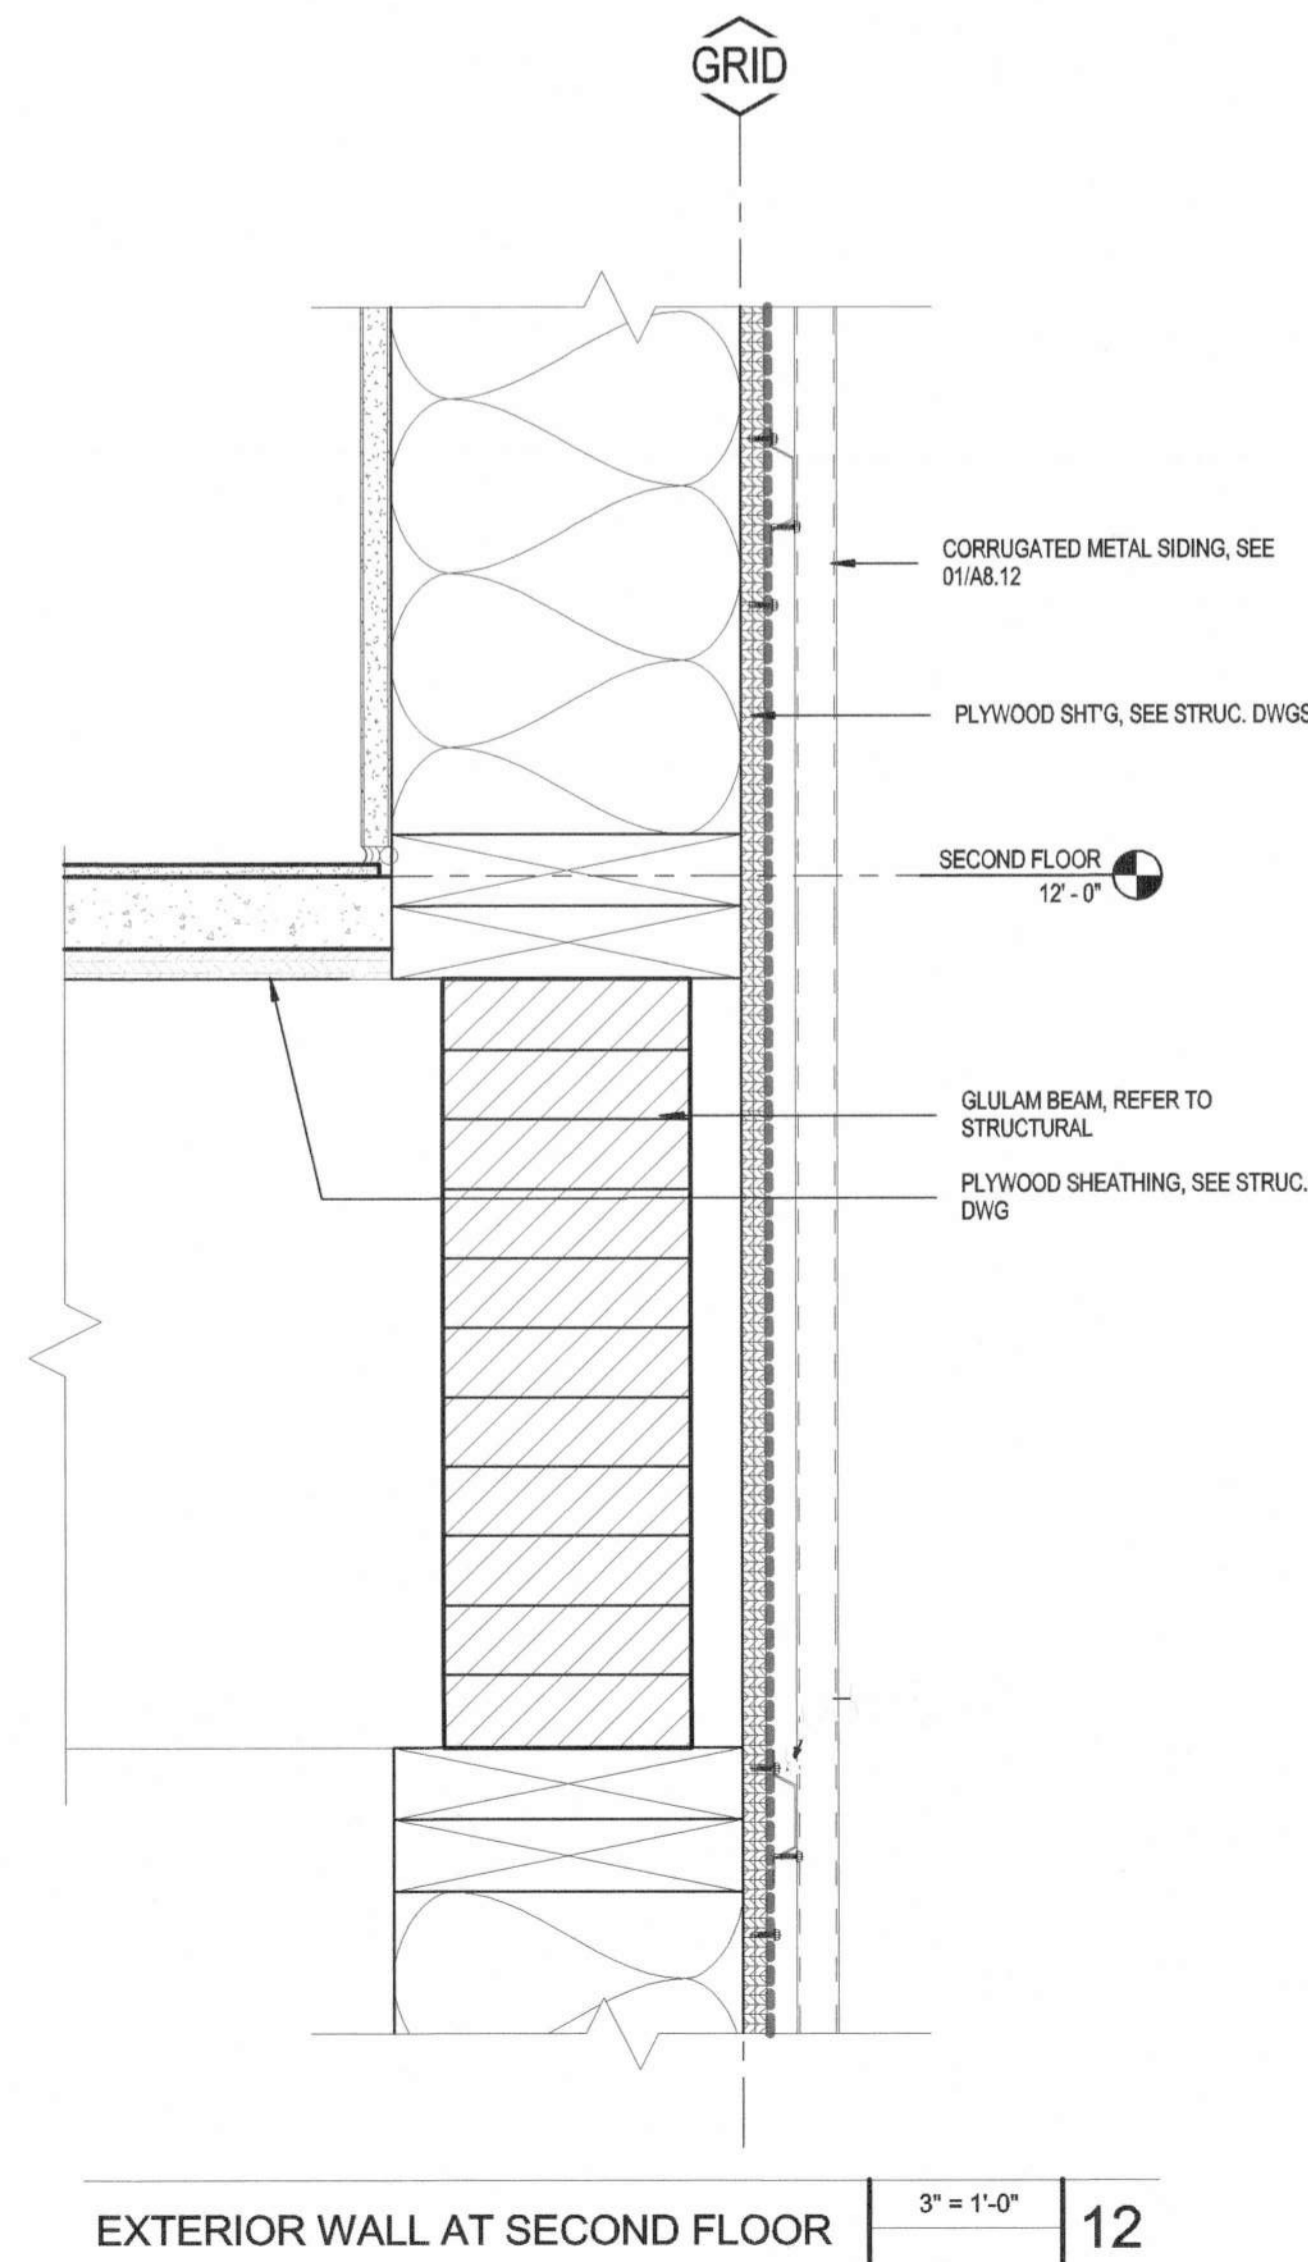 GRID
CORRUGATED METAL SIDING, SEE
01/A8.12
PLYWOOD SHT'G, SEE STRUC. DWGS
SECOND FLOOR
12' - 0"
GLULAM BEAM, REFER TO
STRUCTURAL
PLYWOOD SHEATHING, SEE STRUC.
DWG
EXTERIOR WALL AT SECOND FLOOR
3" = 1'-0"
12